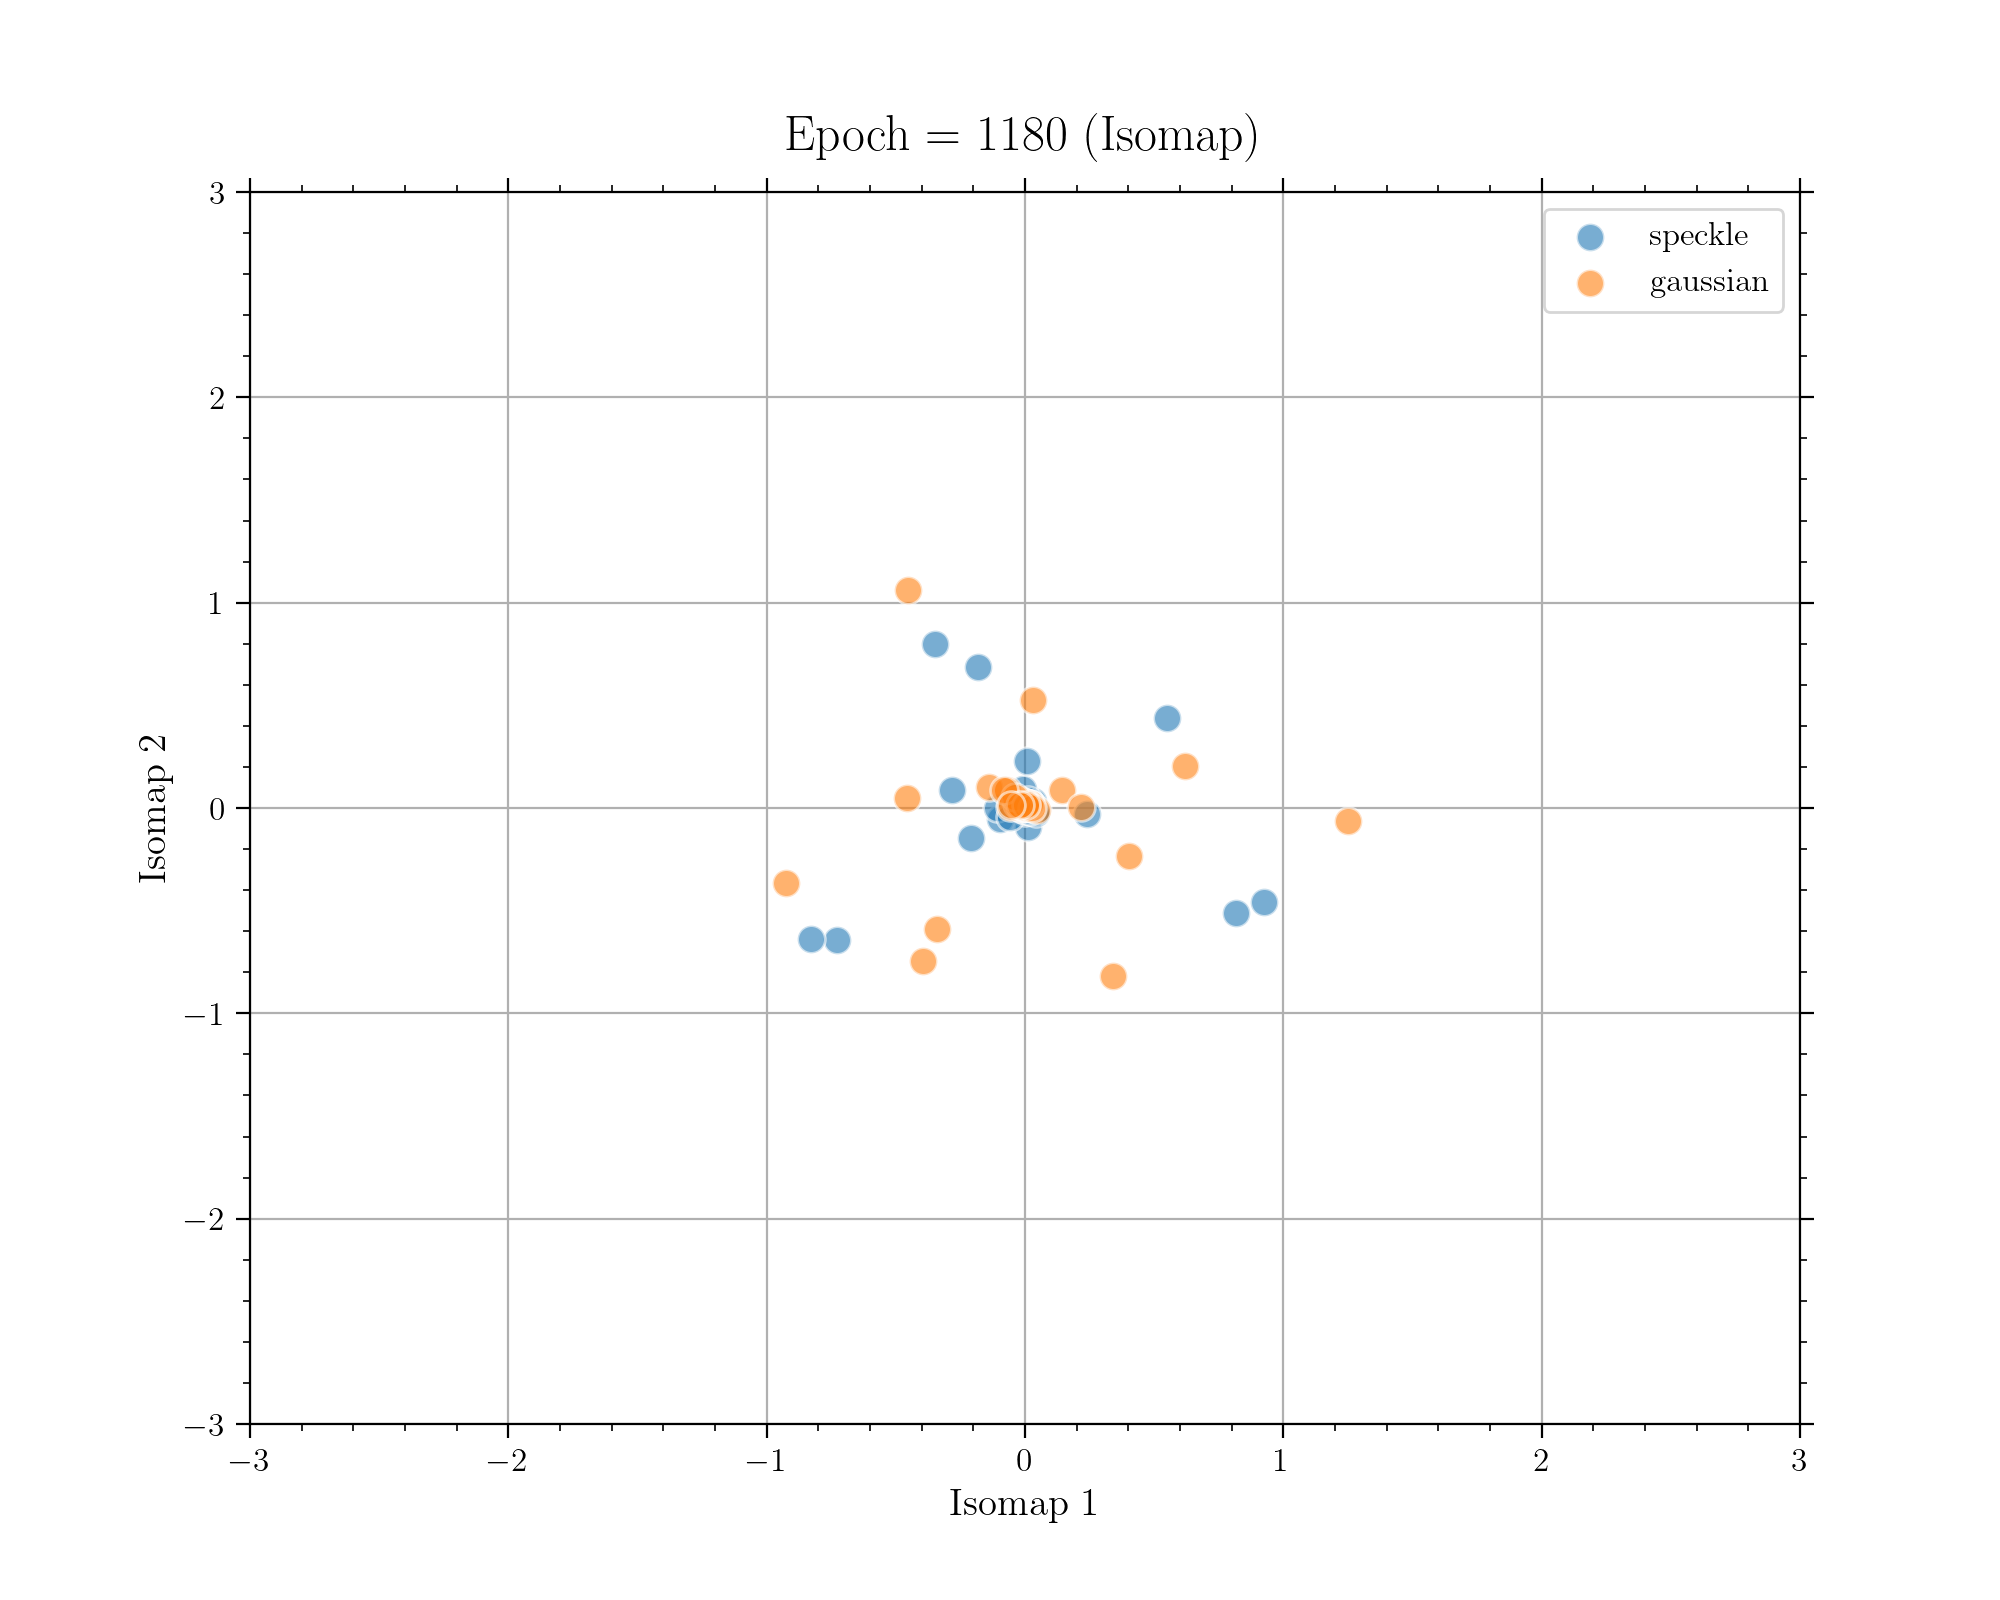 Epoch = 1180 (Isomap)
speckle
gaussian
3
2
1
0
−1
−2
−3
Isomap 2
−3
−2
−1
0
1
2
3
Isomap 1